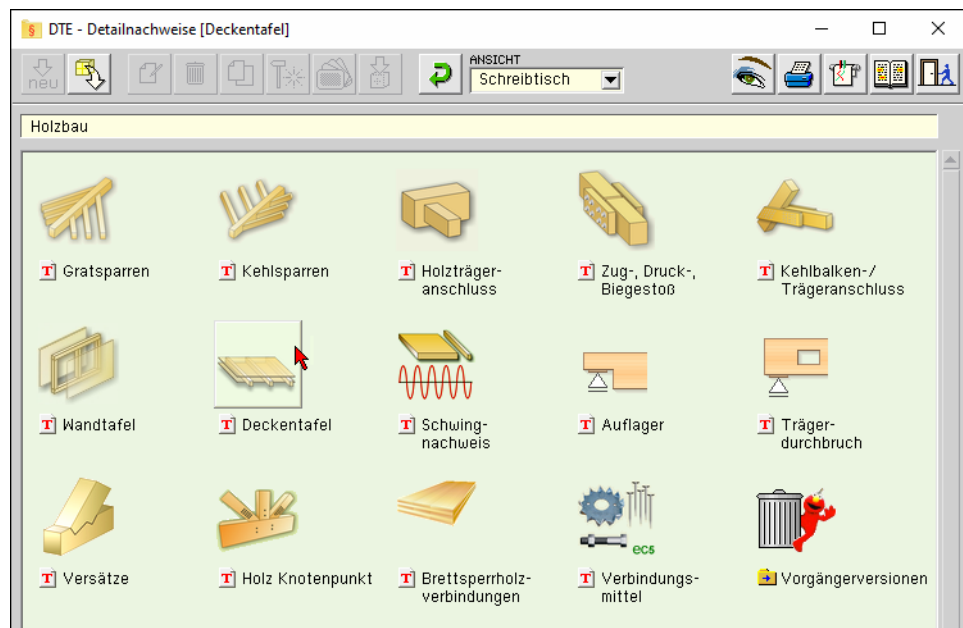 § DTE - Detailnachweise [Deckentafel]
neu
ANSICHT
Schreibtisch
Holzbau
T Gratsparren
T Kehlsparren
T Holzträger-
anschluss
T Zug-, Druck-,
Biegestoß
T Kehlbalken-/
Trägeranschluss
T Wandtafel
T Deckentafel
T Schwing-
nachweis
T Auflager
T Träger-
durchbruch
ec5
T Versätze
T Holz Knotenpunkt
T Brettsperrholz-
verbindungen
T Verbindungs-
mittel
Vorgängerversionen